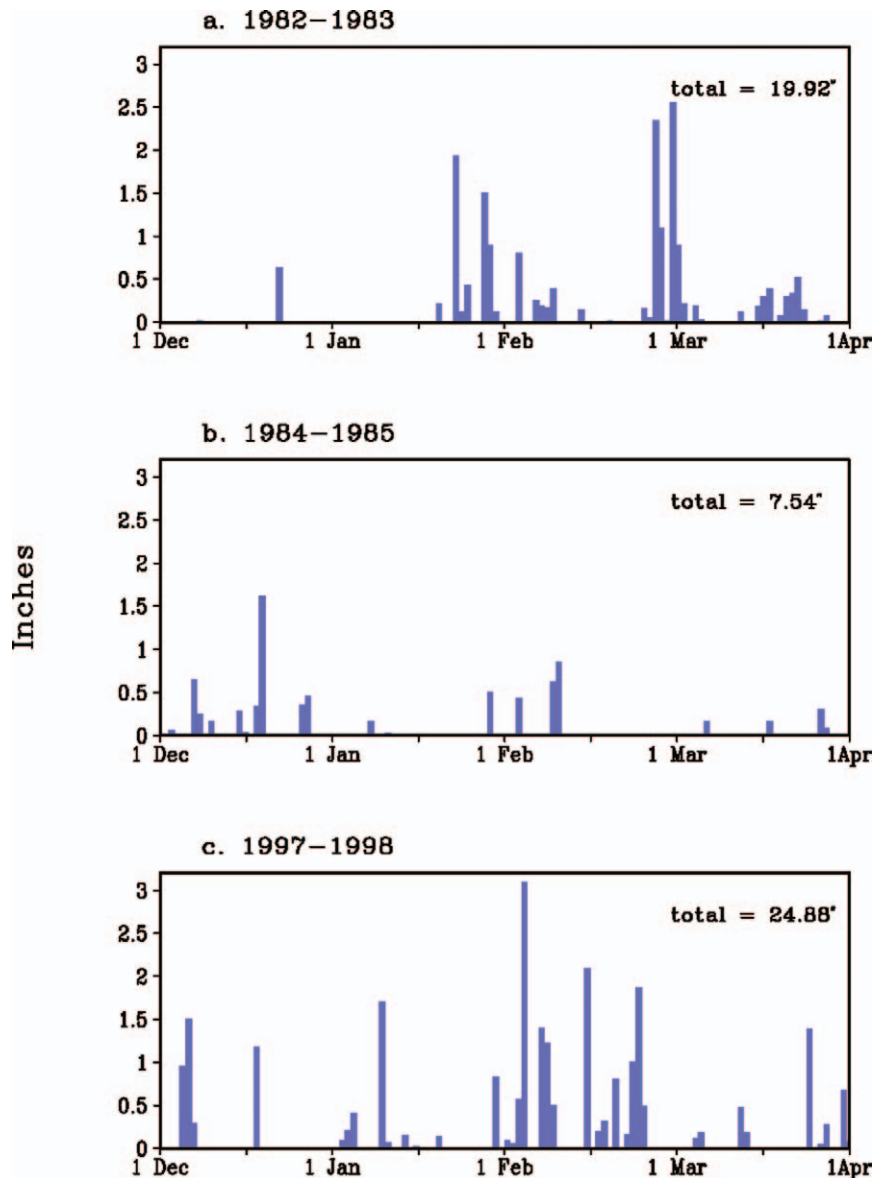 a. 1982-1983
3
total = 19.92"
2.5
2
1.5
1
0.5
0
1 Dec 1 Jan 1 Feb 1 Mar 1Apr
b. 1984-1985
3
total = 7.54"
2.5
2
1.5
1
0.5
0
1 Dec 1 Jan 1 Feb 1 Mar 1Apr
Inches
c. 1997-1998
3
total = 24.88"
2.5
2
1.5
1
0.5
0
1 Dec 1 Jan 1 Feb 1 Mar 1Apr